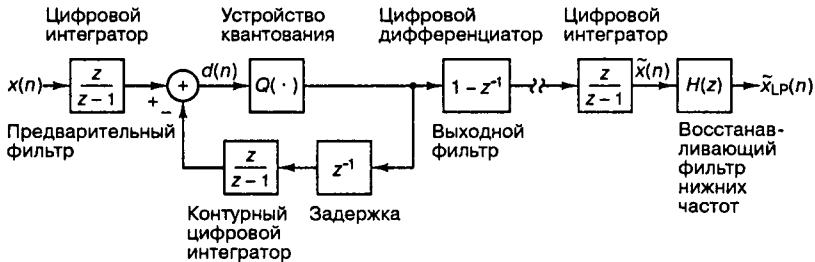 Цифровой
интегратор
Устройство
квантования
Цифровой
дифференциатор
Цифровой
интегратор
x(n)
z
z − 1
+
−
+
d(n)
Q( · )
1 − z⁻¹
z
z − 1
x̃(n)
H(z)
x̃LP(n)
Предварительный
фильтр
z
z − 1
z⁻¹
Выходной
фильтр
Восстанав-
ливающий
фильтр
нижних
частот
Контурный
цифровой
интегратор
Задержка